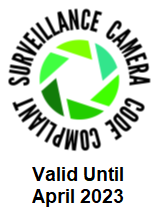 SURVEILLANCE CAMERA
CODE COMPLIANT
Valid Until
April 2023